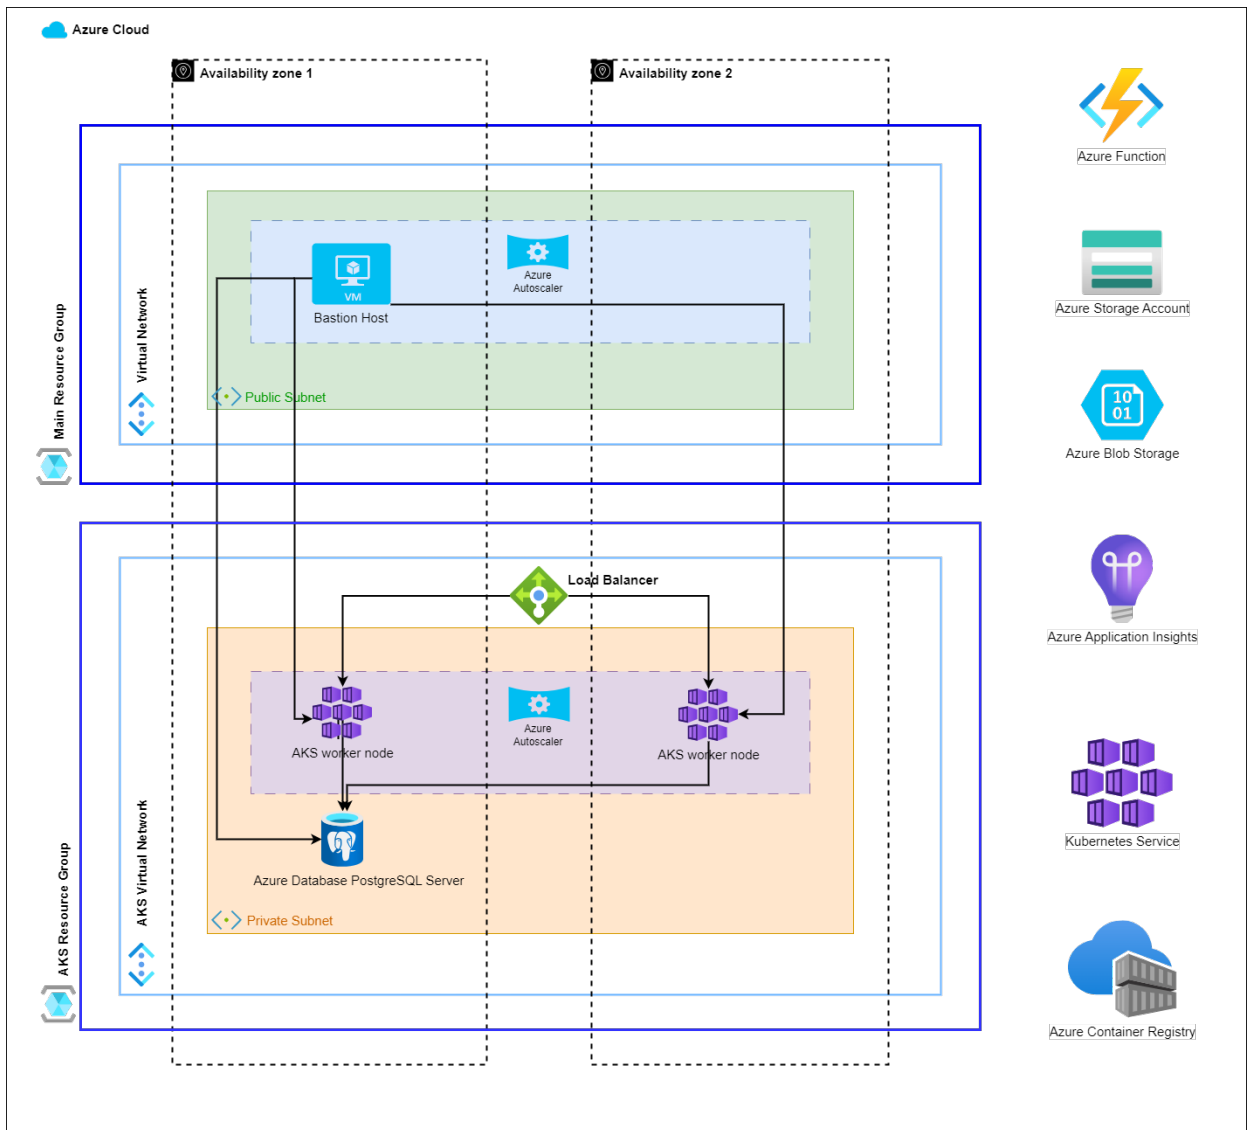 Azure Cloud
Availability zone 1
Availability zone 2
Azure Function
Azure Storage Account
Azure Blob Storage
Azure Application Insights
Kubernetes Service
Azure Container Registry
Main Resource Group
Virtual Network
VM
Bastion Host
Azure
Autoscaler
Public Subnet
AKS Resource Group
AKS Virtual Network
Load Balancer
AKS worker node
Azure
Autoscaler
AKS worker node
Azure Database PostgreSQL Server
Private Subnet
10
01